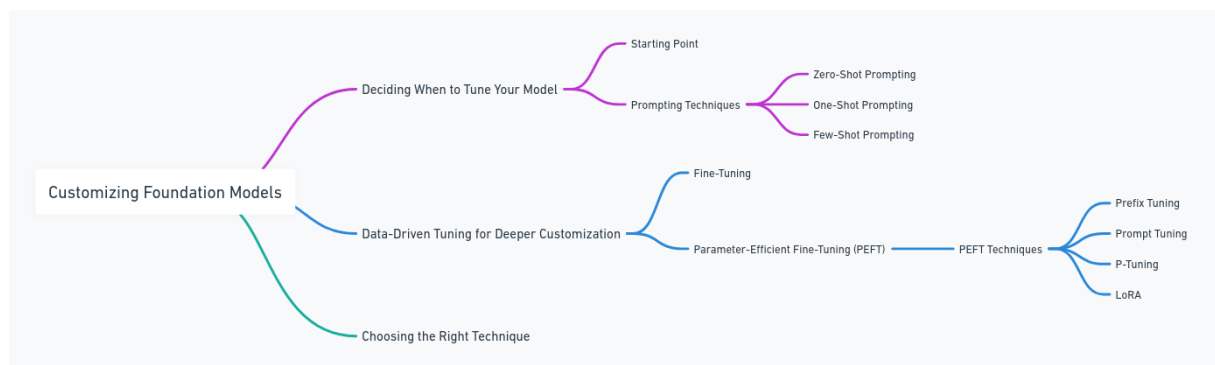 Customizing Foundation Models
Deciding When to Tune Your Model
Starting Point
Prompting Techniques
Zero-Shot Prompting
One-Shot Prompting
Few-Shot Prompting
Data-Driven Tuning for Deeper Customization
Fine-Tuning
Parameter-Efficient Fine-Tuning (PEFT)
PEFT Techniques
Prefix Tuning
Prompt Tuning
P-Tuning
LoRA
Choosing the Right Technique